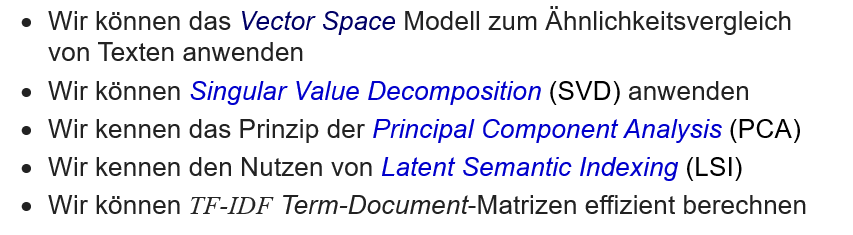 • Wir können das Vector Space Modell zum Ähnlichkeitsvergleich
von Texten anwenden
• Wir können Singular Value Decomposition (SVD) anwenden
• Wir kennen das Prinzip der Principal Component Analysis (PCA)
• Wir kennen den Nutzen von Latent Semantic Indexing (LSI)
• Wir können TF-IDF Term-Document-Matrizen effizient berechnen